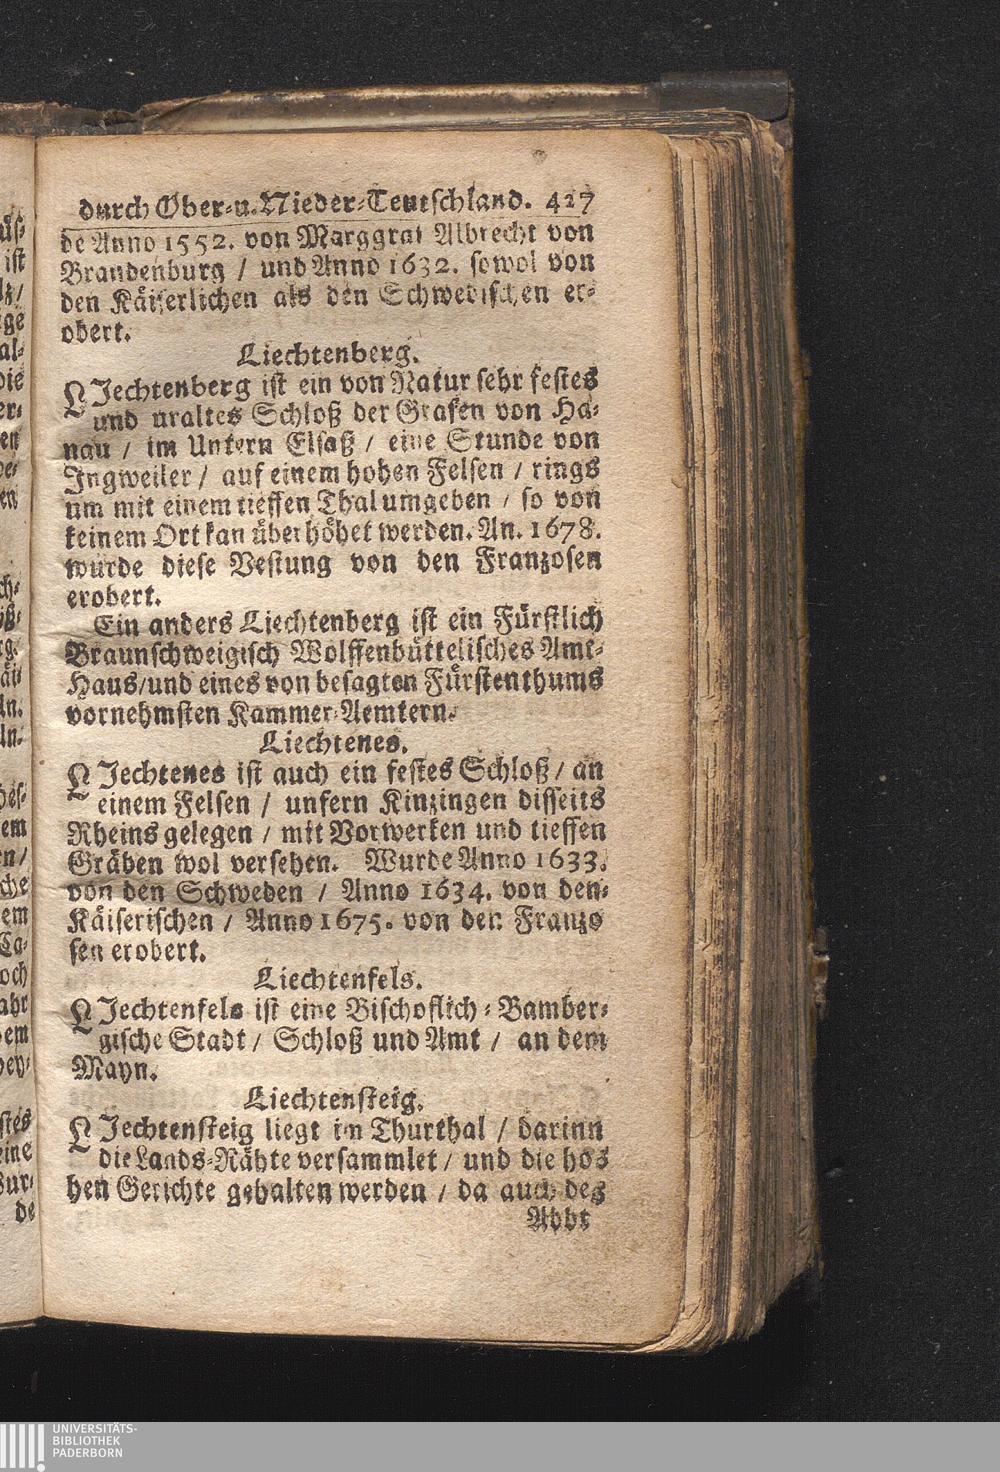 durch Ober-u. Nieder-Teutschland. 427
de Anno 1552. von Marggraf Albrecht von
Brandenburg / und Anno 1632. sowol von
den Käiserlichen als den Schwedischen er-
obert.
Liechtenberg.
LIechtenberg ist ein von Natur sehr festes
und uraltes Schloß der Grafen von Ha-
nau / im Untern Elsaß / eine Stunde von
Ingweiler / auf einem hohen Felsen / rings
um mit einem tieffen Thal umgeben / so von
keinem Ort kan überhöhet werden. An. 1678.
wurde diese Vestung von den Franzosen
erobert.
Ein anders Liechtenberg ist ein Fürstlich
Braunschweigisch Wolffenbüttelisches Amt-
Haus/und eines von besagten Fürstenthums
vornehmsten Kammer-Aemtern.
Liechtenes.
LIechtenes ist auch ein festes Schloß / an
einem Felsen / unfern Kinzingen disseits
Rheins gelegen / mit Vorwerken und tieffen
Gräben wol versehen. Wurde Anno 1633.
von den Schweden / Anno 1634. von den-
Käiserischen / Anno 1675. von den Franzo
sen erobert.
Liechtenfels.
LIechtenfels ist eine Bischoflich-Bamber-
gische Stadt / Schloß und Amt / an dem
Mayn.
Liechtensteig.
LIechtensteig liegt im Thurthal / darinn
die Lands-Rähte versammlet / und die ho-
hen Gerichte gehalten werden / da auch des
Abbt
UNIVERSITÄTS-
BIBLIOTHEK
PADERBORN